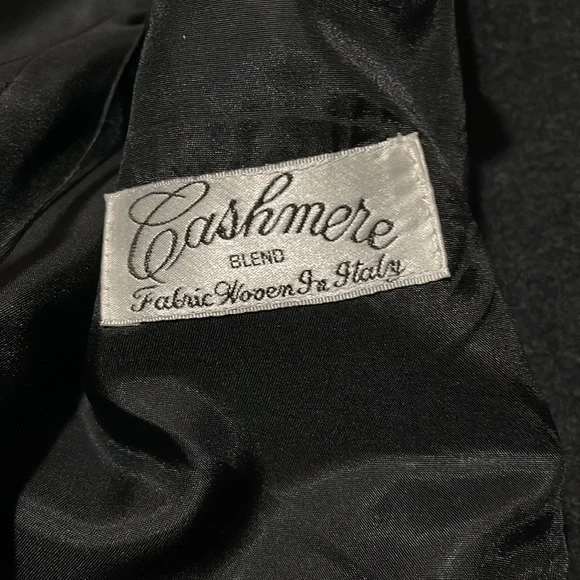 Cashmere
BLEND
Fabric Woven In Italy